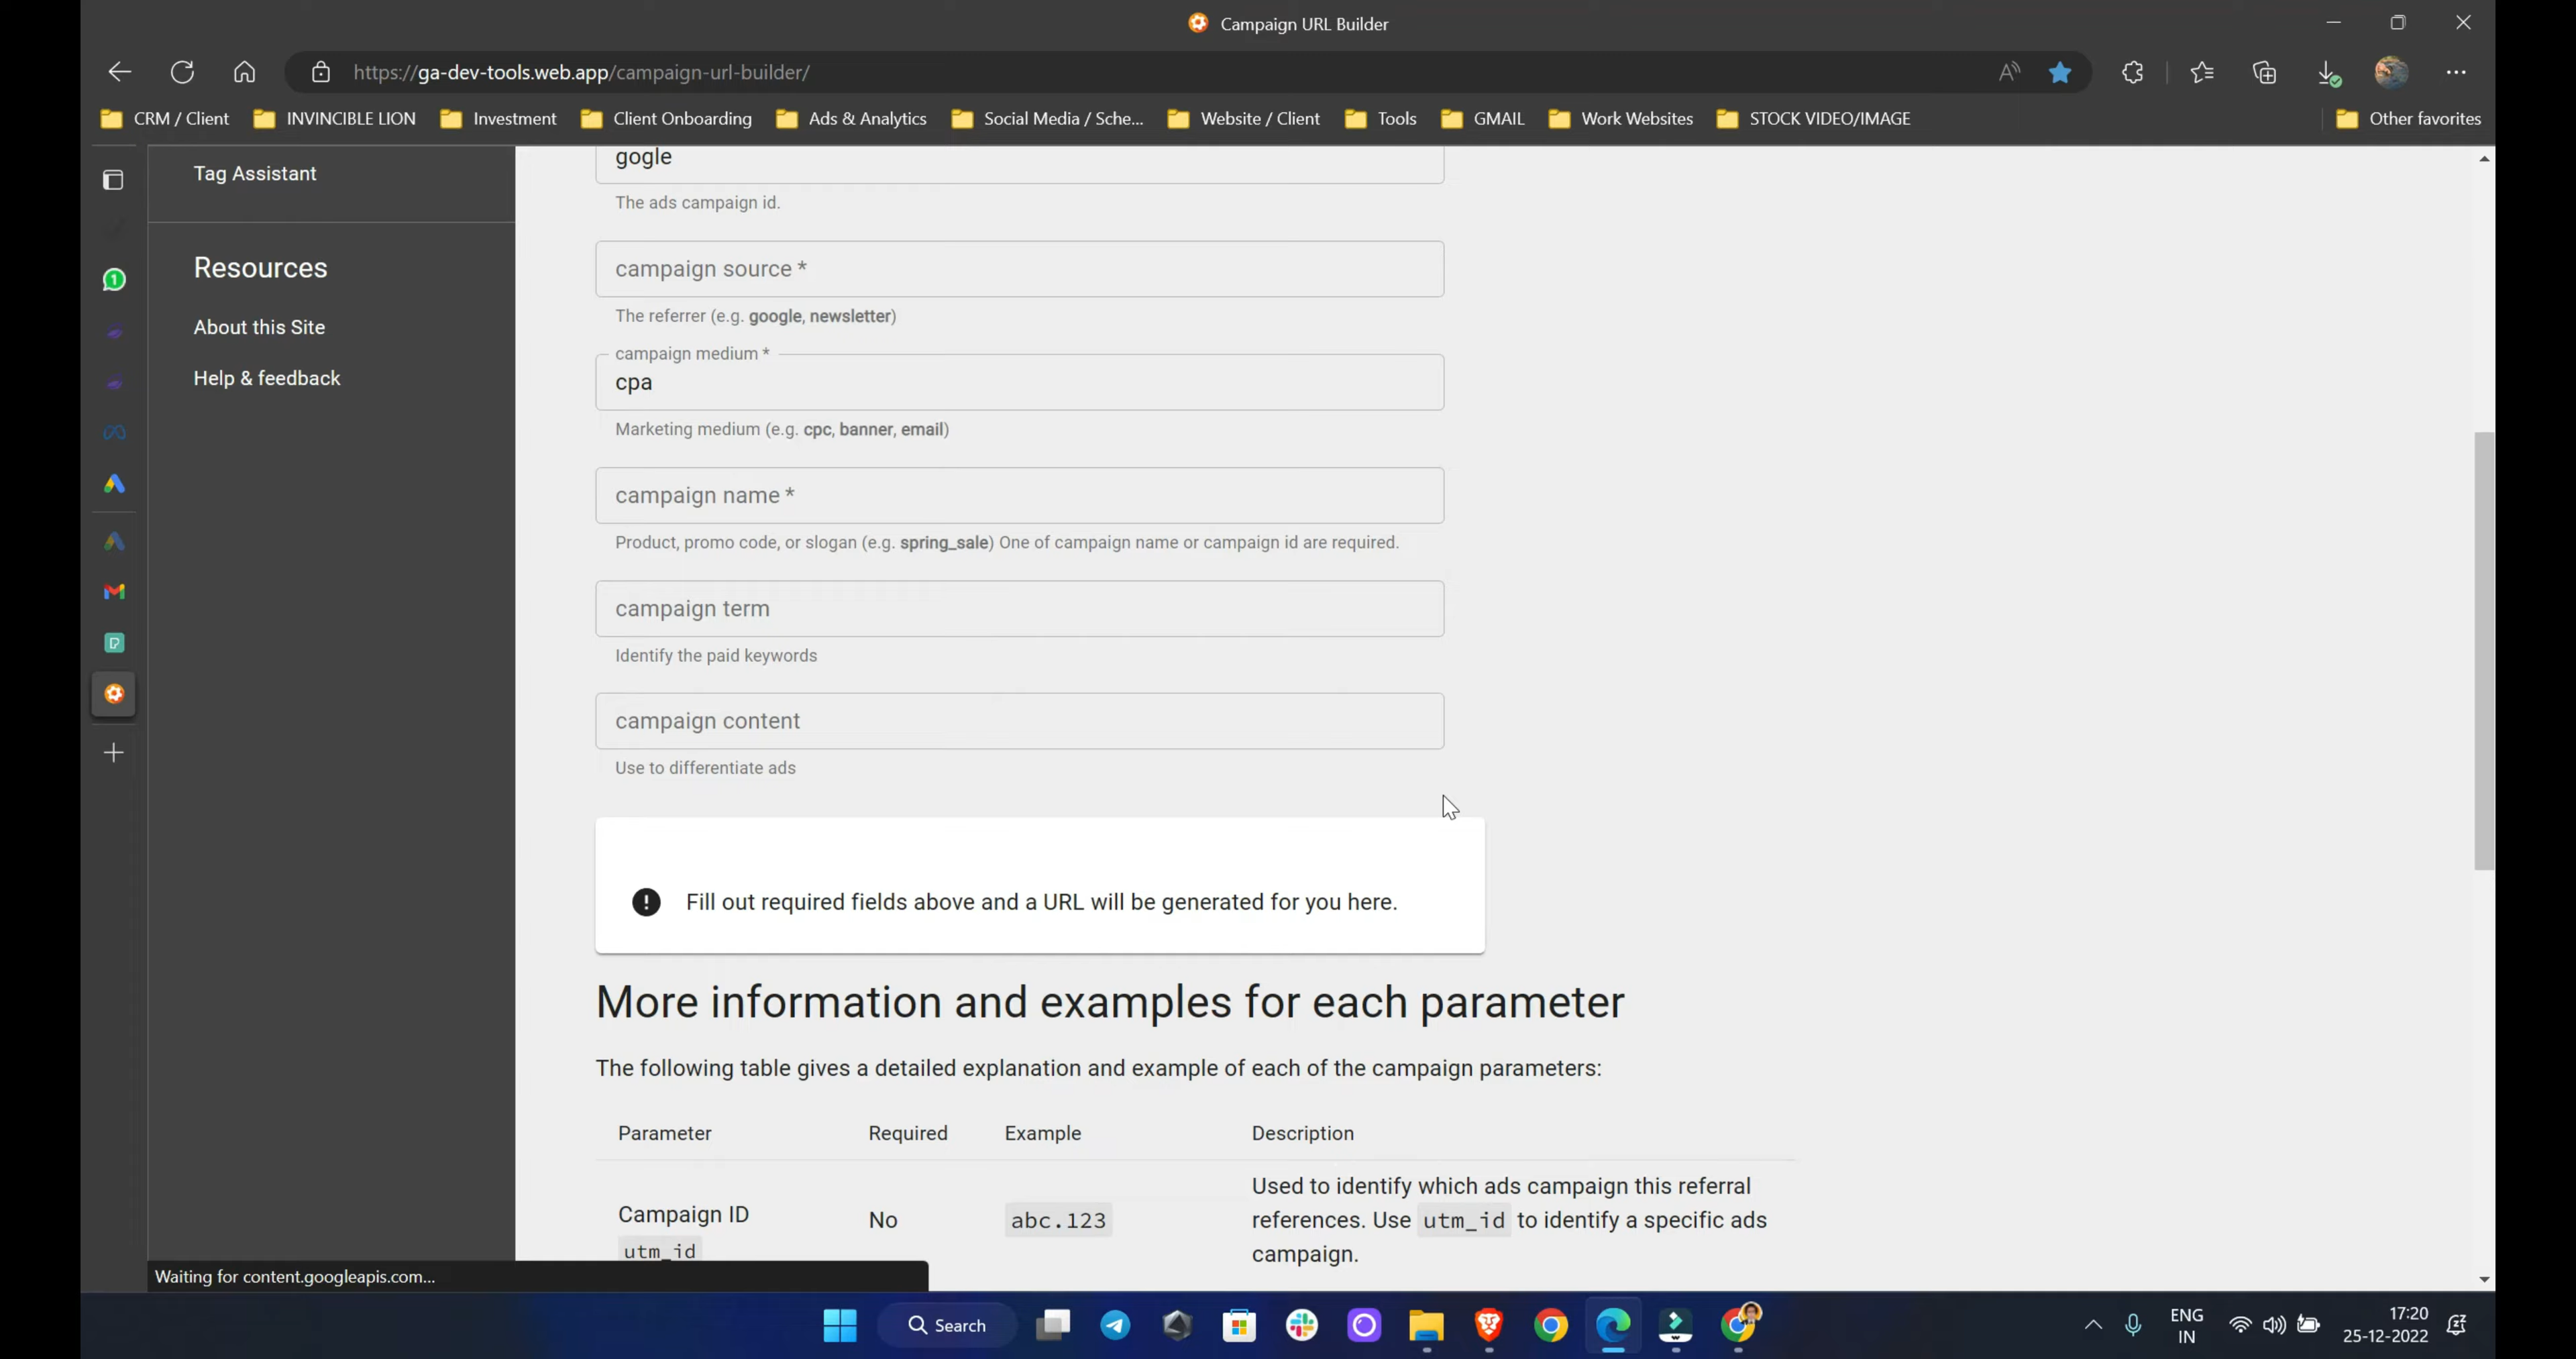 Campaign URL Builder
https://ga-dev-tools.web.app/campaign-url-builder/
CRM / Client
INVINCIBLE LION
Investment
Client Onboarding
Ads & Analytics
Social Media / Sche...
Website / Client
Tools
GMAIL
Work Websites
STOCK VIDEO/IMAGE
Other favorites
Tag Assistant
Resources
About this Site
Help & feedback
gogle
The ads campaign id.
campaign source *
The referrer (e.g. google, newsletter)
campaign medium *
cpa
Marketing medium (e.g. cpc, banner, email)
campaign name *
Product, promo code, or slogan (e.g. spring_sale) One of campaign name or campaign id are required.
campaign term
Identify the paid keywords
campaign content
Use to differentiate ads
Fill out required fields above and a URL will be generated for you here.
More information and examples for each parameter
The following table gives a detailed explanation and example of each of the campaign parameters:
Parameter Required Example Description
Campaign ID
utm_id
No
abc.123
Used to identify which ads campaign this referral
references. Use utm_id to identify a specific ads
campaign.
Waiting for content.googleapis.com...
Search
ENG
IN
17:20
25-12-2022